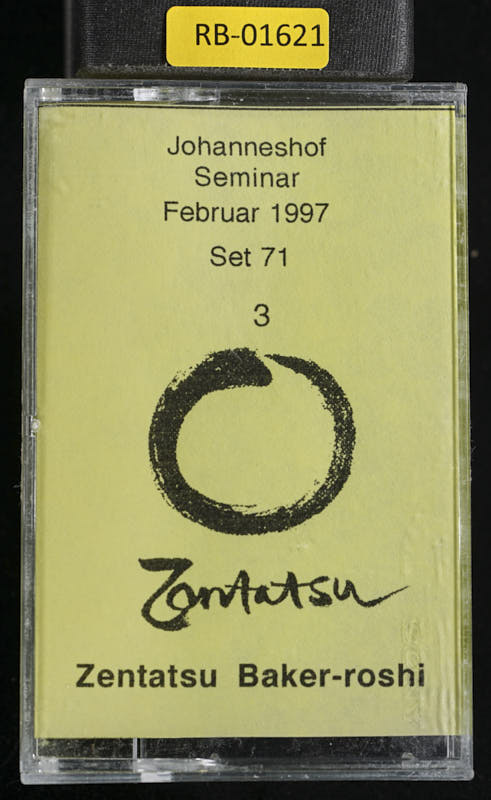 RB-01621
Johanneshof
Seminar
Februar 1997
Set 71
3
Zentatsu
Zentatsu Baker-roshi